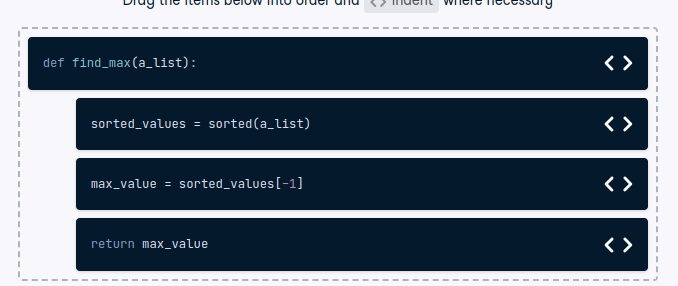 Drag the items below into order and <> indent where necessary
def find_max(a_list):
sorted_values = sorted(a_list)
max_value = sorted_values[-1]
return max_value